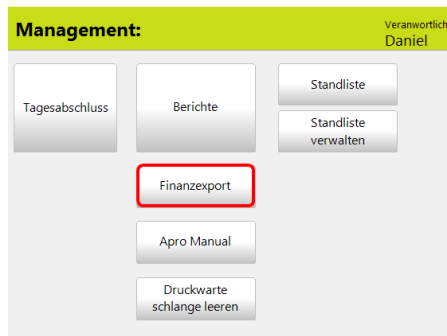 Management:
Veranwortlich
Daniel
Tagesabschluss
Berichte
Standliste
Standliste
verwalten
Finanzexport
Apro Manual
Druckwarte
schlange leeren